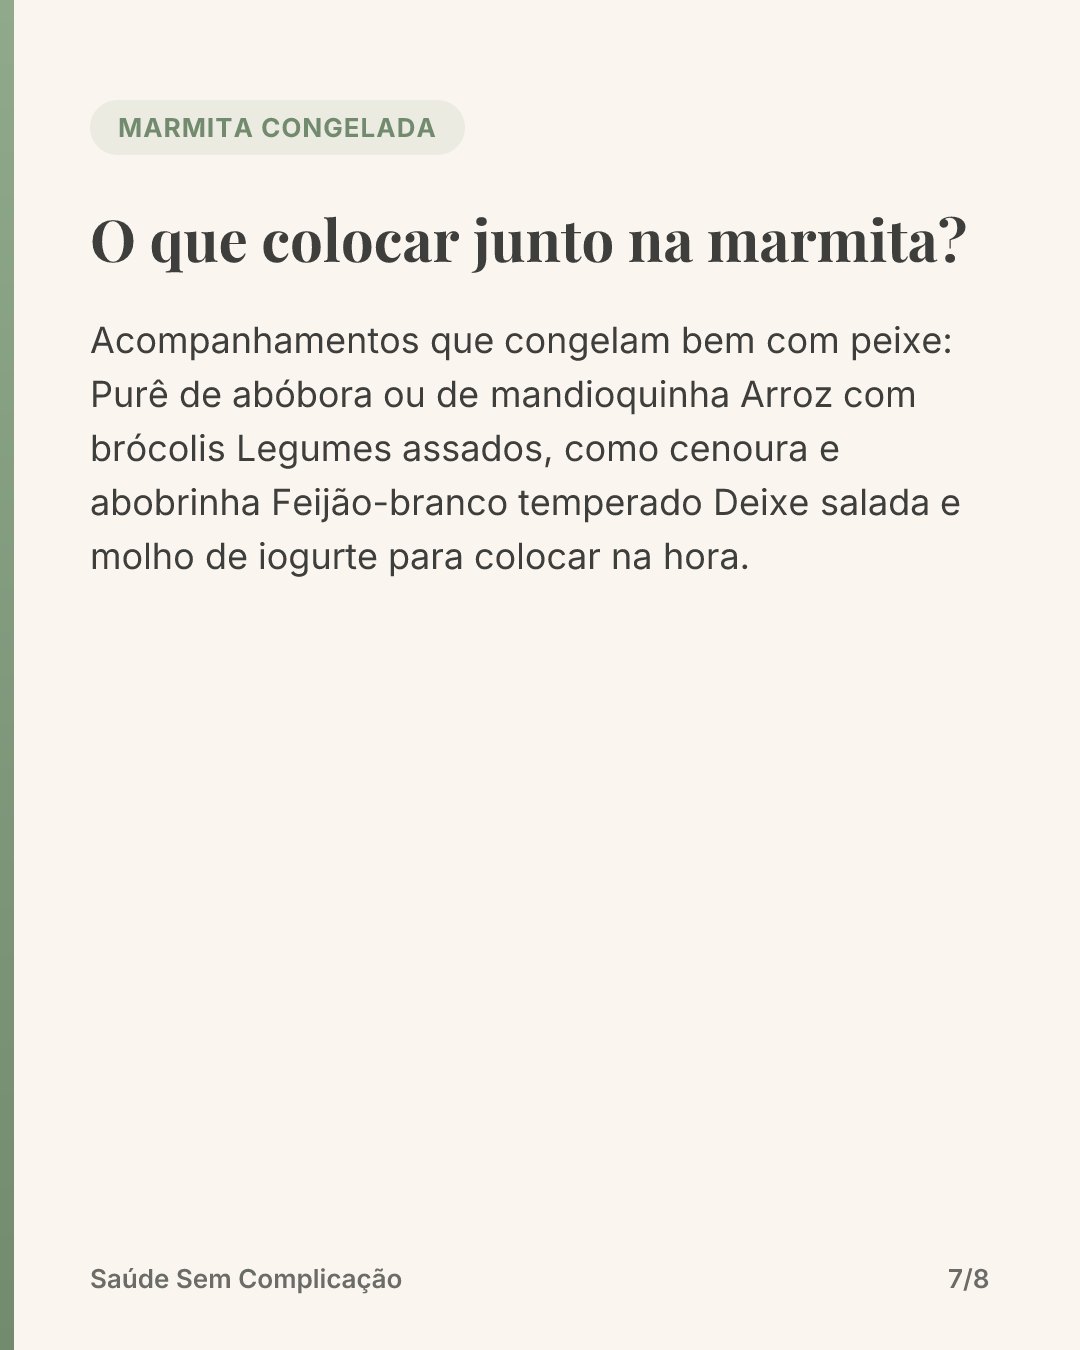 MARMITA CONGELADA
O que colocar junto na marmita?
Acompanhamentos que congelam bem com peixe:
Purê de abóbora ou de mandioquinha Arroz com
brócolis Legumes assados, como cenoura e
abobrinha Feijão-branco temperado Deixe salada e
molho de iogurte para colocar na hora.
Saúde Sem Complicação
7/8